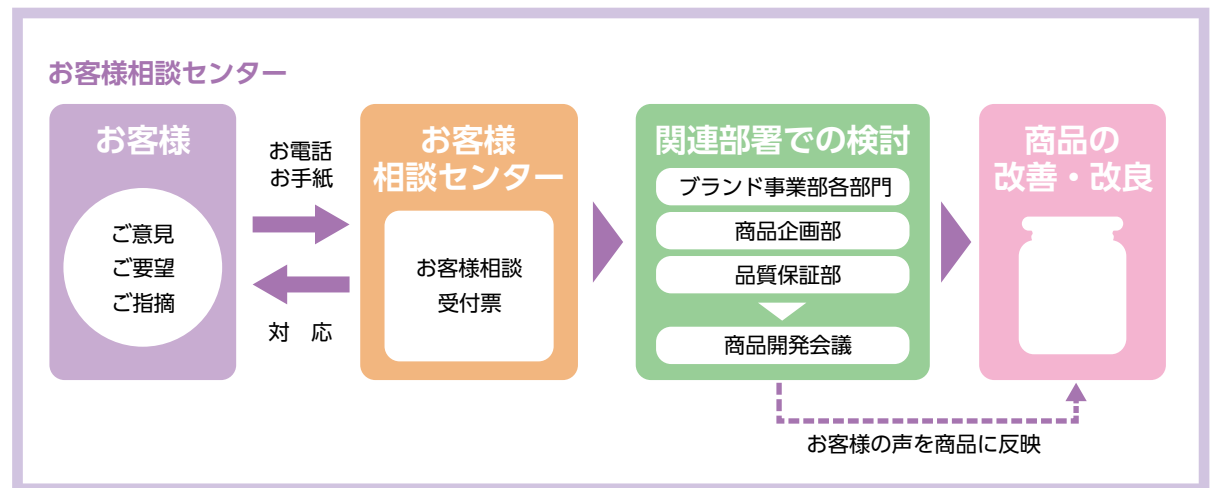 お客様相談センター
お客様
ご意見
ご要望
ご指摘
お電話
お手紙
対　応
お客様
相談センター
お客様相談
受付票
関連部署での検討
ブランド事業部各部門
商品企画部
品質保証部
商品開発会議
商品の
改善・改良
お客様の声を商品に反映